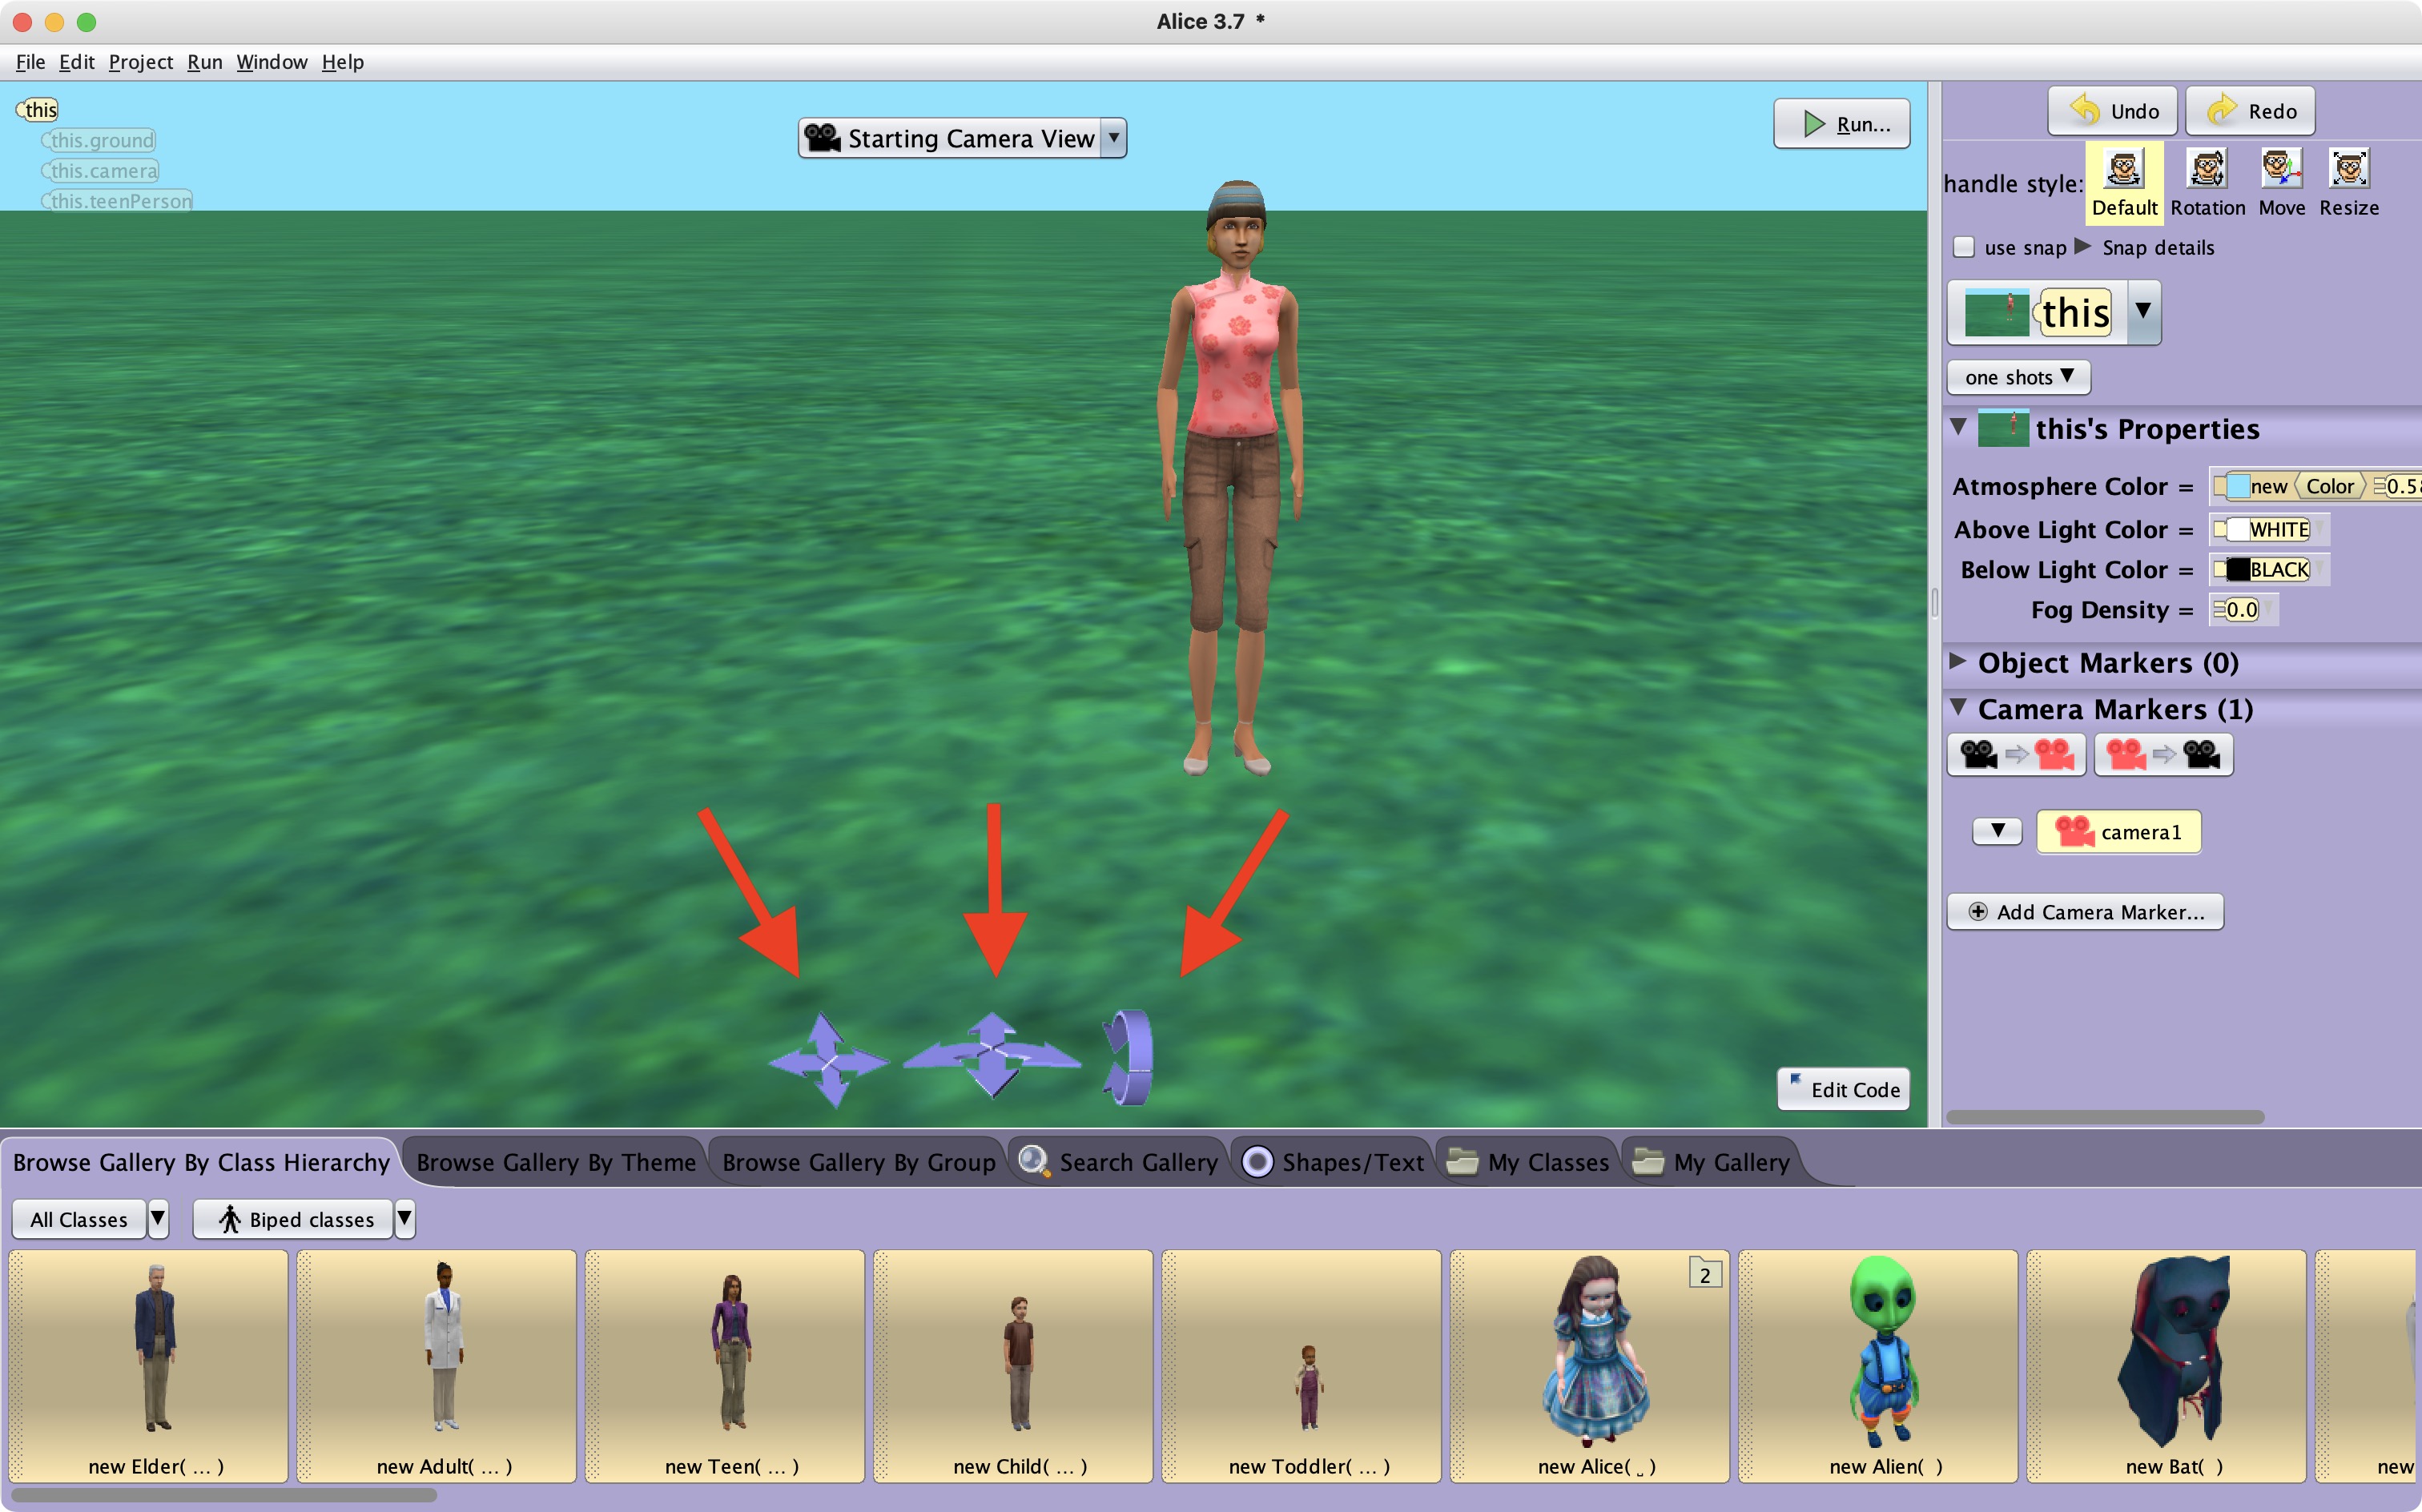 Alice 3.7 *
File Edit Project Run Window Help
this
this.ground
this.camera
this.teenPerson
Starting Camera View
Run...
Undo Redo
handle style:
Default Rotation Move Resize
use snap Snap details
this
one shots
this's Properties
Atmosphere Color = new Color
Above Light Color = WHITE
Below Light Color = BLACK
Fog Density = 0.0
Object Markers (0)
Camera Markers (1)
camera1
Add Camera Marker...
Edit Code
Browse Gallery By Class Hierarchy Browse Gallery By Theme Browse Gallery By Group Search Gallery Shapes/Text My Classes My Gallery
All Classes Biped classes
2
new Elder( ... ) new Adult( ... ) new Teen( ... ) new Child( ... ) new Toddler( ... ) new Alice( ... ) new Alien( ) new Bat( ) new